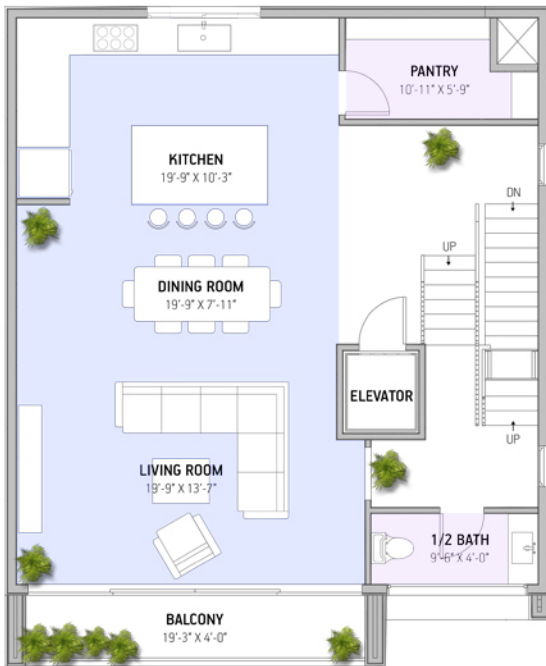 PANTRY
10'-11" X 5'-9"
KITCHEN
19'-9" X 10'-3"
DN
UP
DINING ROOM
19'-9" X 7'-11"
ELEVATOR
UP
LIVING ROOM
19'-9" X 13'-7"
1/2 BATH
9'-6" X 4'-0"
BALCONY
19'-3" X 4'-0"